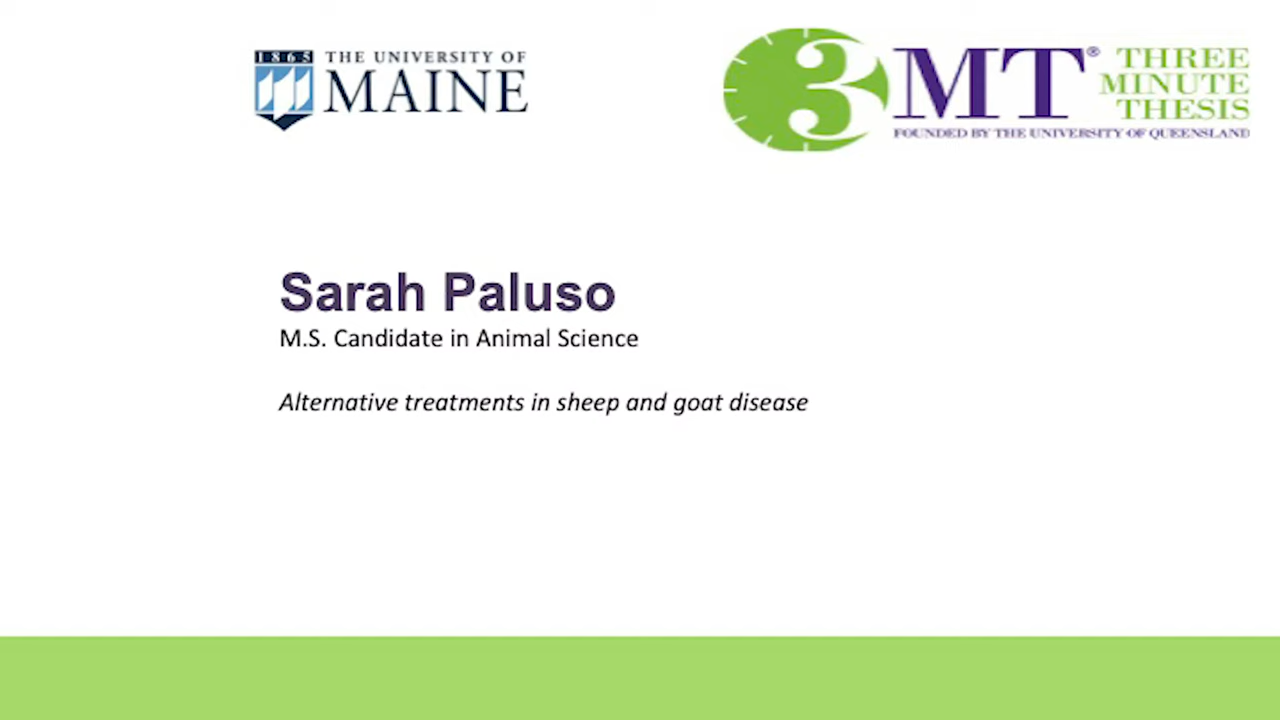 1865
THE UNIVERSITY OF
MAINE
3MT® THREE
MINUTE
THESIS
FOUNDED BY THE UNIVERSITY OF QUEENSLAND
Sarah Paluso
M.S. Candidate in Animal Science
Alternative treatments in sheep and goat disease